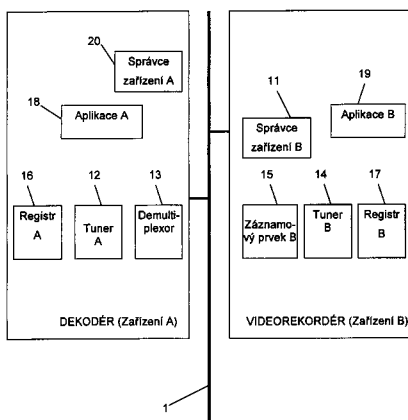 20
Správce
zařízení A
18
Aplikace A
16
12
13
Registr
A
Tuner
A
Demulti-
plexor
DEKODÉR (Zařízení A)
11
19
Správce
zařízení B
Aplikace B
15
14
17
Záznamo-
vý prvek B
Tuner
B
Registr
B
VIDEOREKORDÉR (Zařízení B)
1